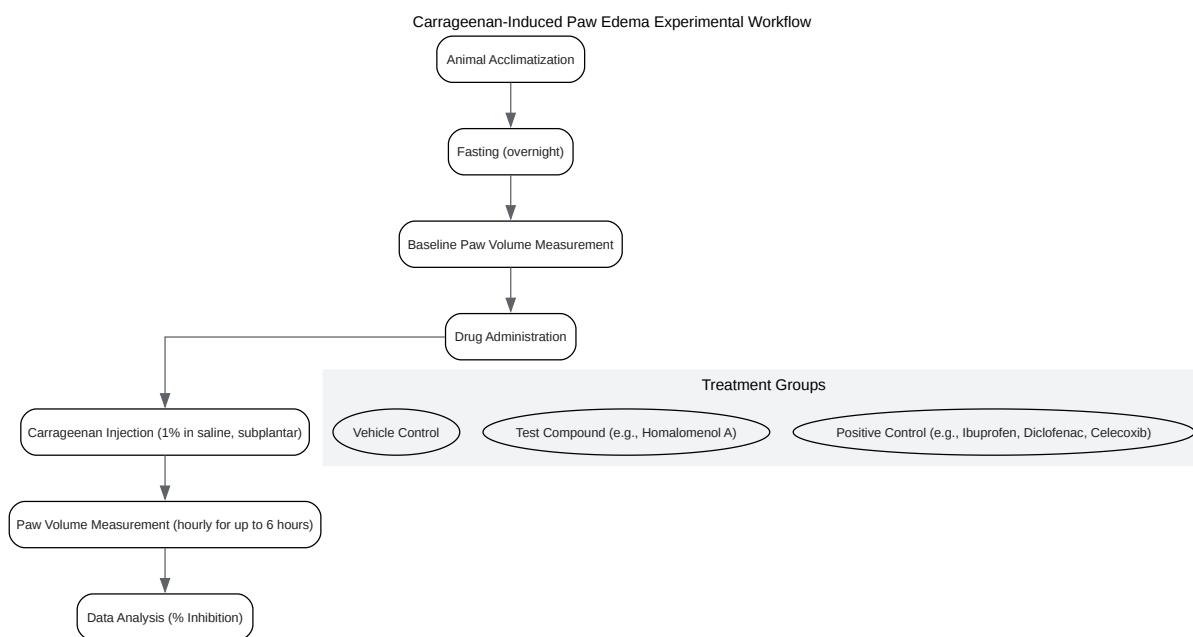 Carrageenan-Induced Paw Edema Experimental Workflow
Animal Acclimatization
Fasting (overnight)
Baseline Paw Volume Measurement
Drug Administration
Treatment Groups
Carrageenan Injection (1% in saline, subplantar)
Vehicle Control
Test Compound (e.g., Homalomenol A)
Positive Control (e.g., Ibuprofen, Diclofenac, Celecoxib)
Paw Volume Measurement (hourly for up to 6 hours)
Data Analysis (% Inhibition)